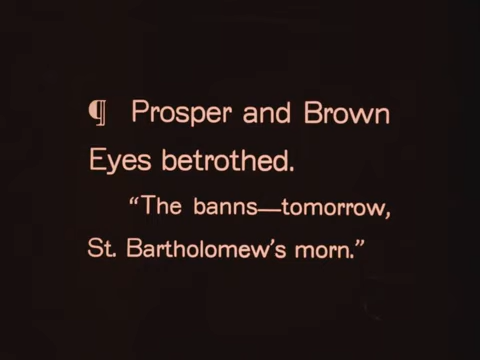 ¶ Prosper and Brown
Eyes betrothed.
“The banns—tomorrow,
St. Bartholomew’s morn.”